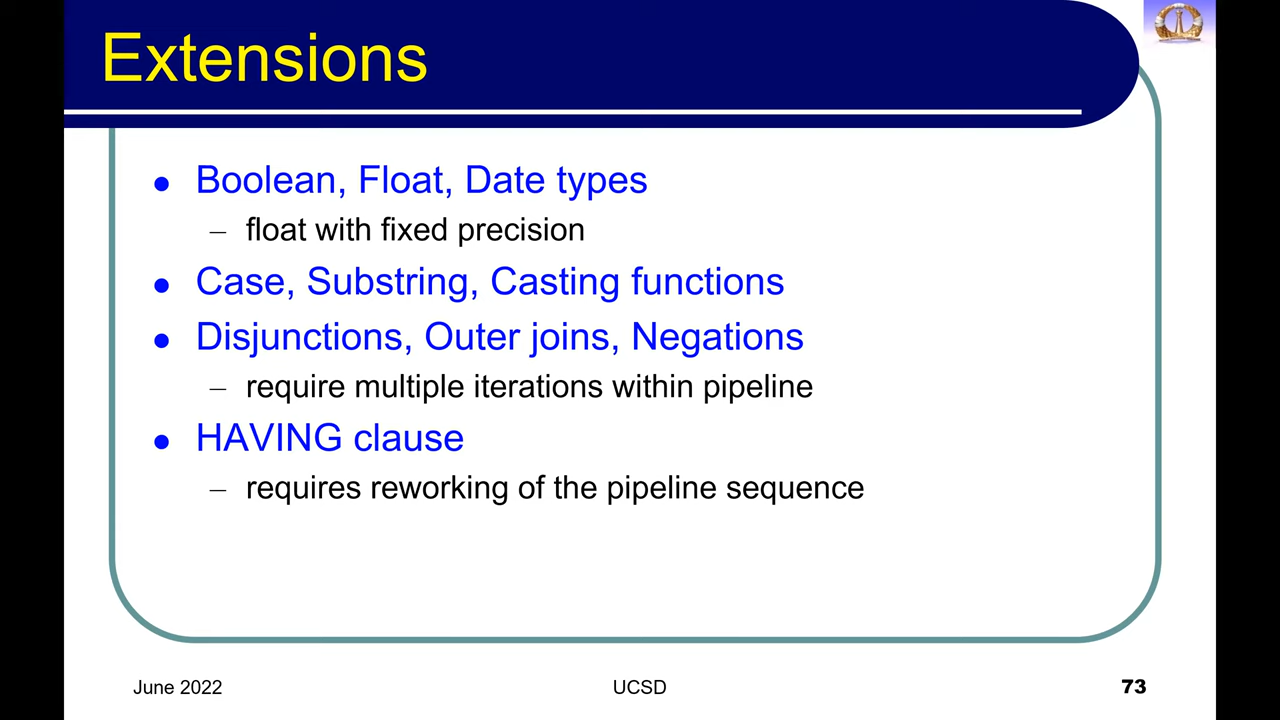 Extensions
● Boolean, Float, Date types
– float with fixed precision
● Case, Substring, Casting functions
● Disjunctions, Outer joins, Negations
– require multiple iterations within pipeline
● HAVING clause
– requires reworking of the pipeline sequence
June 2022 UCSD 73